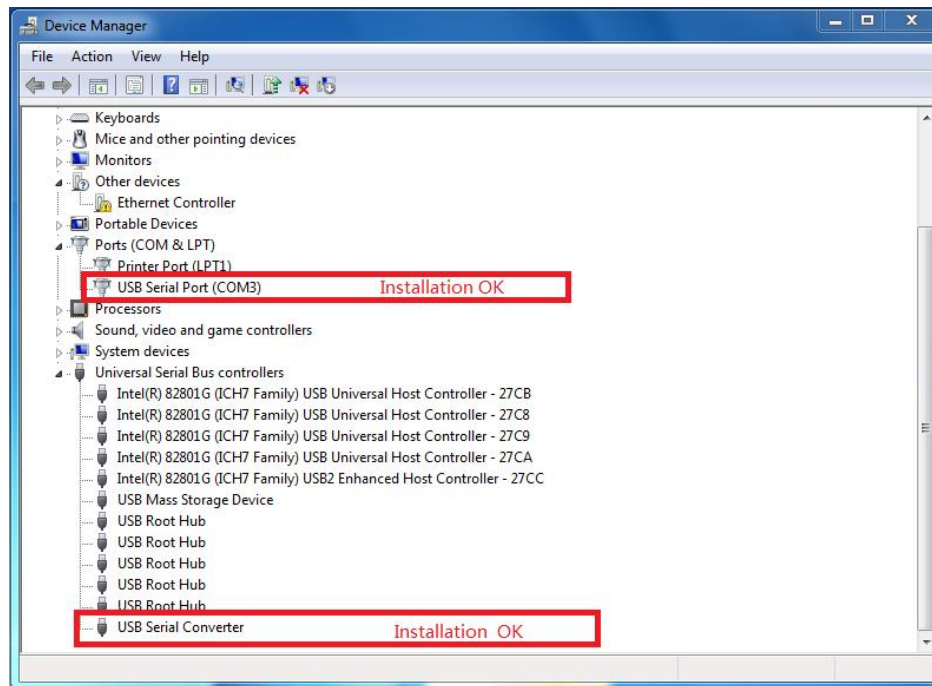 Device Manager
File Action View Help
Keyboards
Mice and other pointing devices
Monitors
Other devices
Ethernet Controller
Portable Devices
Ports (COM & LPT)
Printer Port (LPT1)
USB Serial Port (COM3) Installation OK
Processors
Sound, video and game controllers
System devices
Universal Serial Bus controllers
Intel(R) 82801G (ICH7 Family) USB Universal Host Controller - 27CB
Intel(R) 82801G (ICH7 Family) USB Universal Host Controller - 27C8
Intel(R) 82801G (ICH7 Family) USB Universal Host Controller - 27C9
Intel(R) 82801G (ICH7 Family) USB Universal Host Controller - 27CA
Intel(R) 82801G (ICH7 Family) USB2 Enhanced Host Controller - 27CC
USB Mass Storage Device
USB Root Hub
USB Root Hub
USB Root Hub
USB Root Hub
USB Root Hub
USB Serial Converter Installation OK